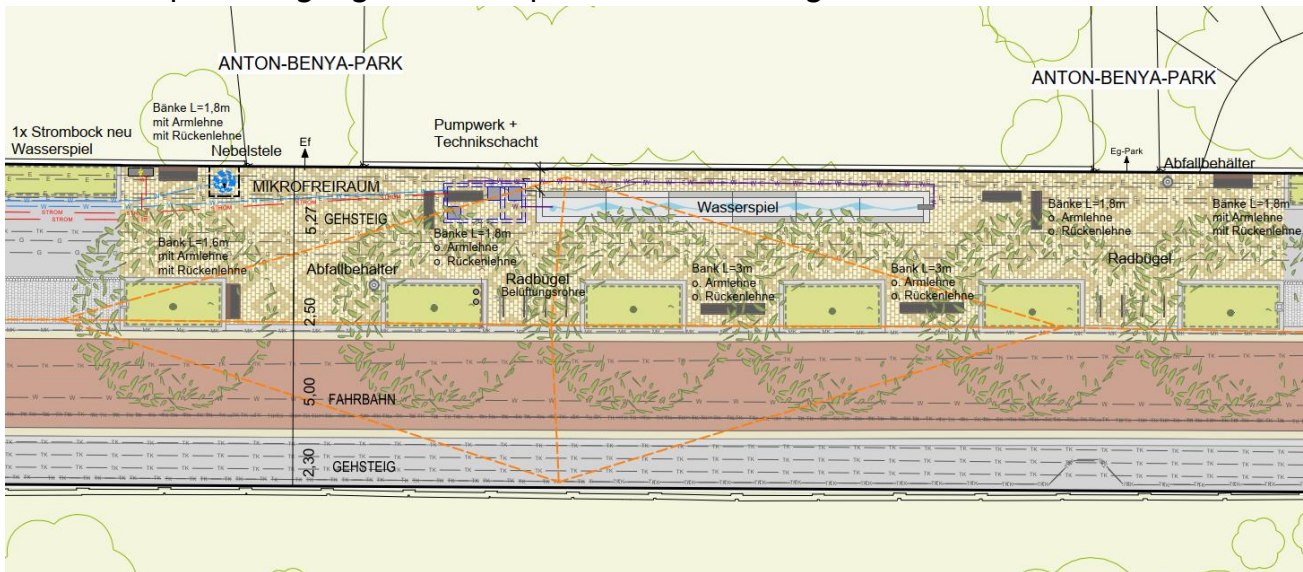 ANTON-BENYA-PARK
ANTON-BENYA-PARK
Bänke L=1,8m
mit Armlehne
mit Rückenlehne
1x Strombock neu
Wasserspiel
Nebelstele
Ef
Pumpwerk +
Technikschacht
Eg-Park
Abfallbehälter
MIKROFREIRAUM
GEHSTEIG
5,27
STROM
STROM
STROM
Wasserspiel
Bank L=1,6m
mit Armlehne
mit Rückenlehne
Abfallbehälter
Bänke L=1,8m
o. Armlehne
o. Rückenlehne
Radbügel
Belüftungsrohre
Bank L=3m
o. Armlehne
o. Rückenlehne
Bank L=3m
o. Armlehne
o. Rückenlehne
Bänke L=1,8m
o. Armlehne
o. Rückenlehne
Bänke L=1,8m
mit Armlehne
mit Rückenlehne
Radbügel
2,50
5,00
FAHRBAHN
2,30
GEHSTEIG